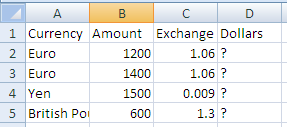 A B C D
1 Currency Amount Exchange Dollars
2 Euro 1200 1.06 ?
3 Euro 1400 1.06 ?
4 Yen 1500 0.009 ?
5 British Pou 600 1.3 ?